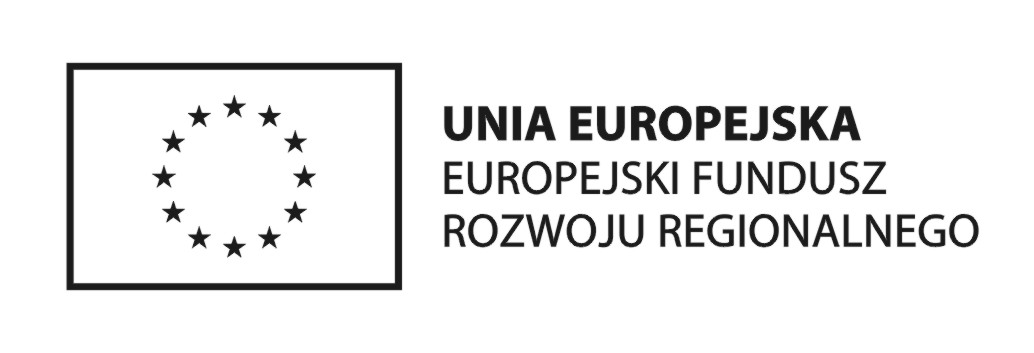 UNIA EUROPEJSKA
EUROPEJSKI FUNDUSZ
ROZWOJU REGIONALNEGO